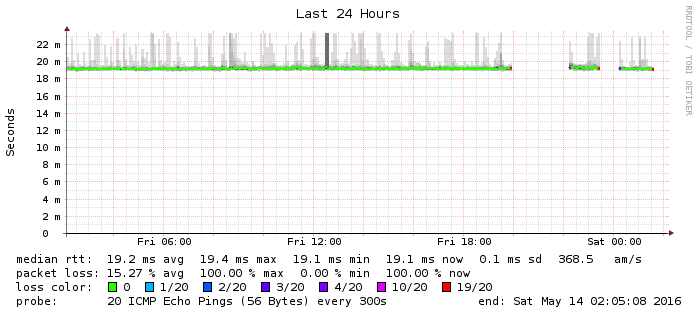 Last 24 Hours
RRDTOOL / TOBI OETIKER
Seconds
22 m
20 m
18 m
16 m
14 m
12 m
10 m
8 m
6 m
4 m
2 m
0
Fri 06:00 Fri 12:00 Fri 18:00 Sat 00:00
median rtt: 19.2 ms avg 19.4 ms max 19.1 ms min 19.1 ms now 0.1 ms sd 368.5 am/s
packet loss: 15.27 % avg 100.00 % max 0.00 % min 100.00 % now
loss color: 0 1/20 2/20 3/20 4/20 10/20 19/20
probe: 20 ICMP Echo Pings (56 Bytes) every 300s end: Sat May 14 02:05:08 2016